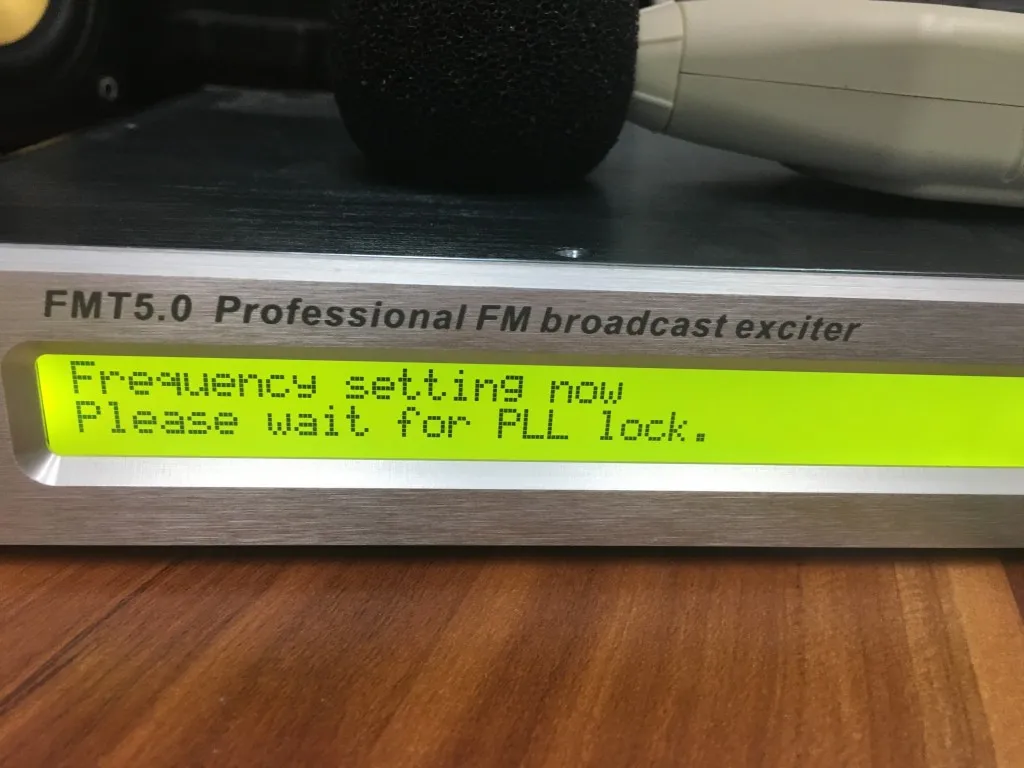 FMT5.0 Professional FM broadcast exciter
Frequency setting now
Please wait for PLL lock.